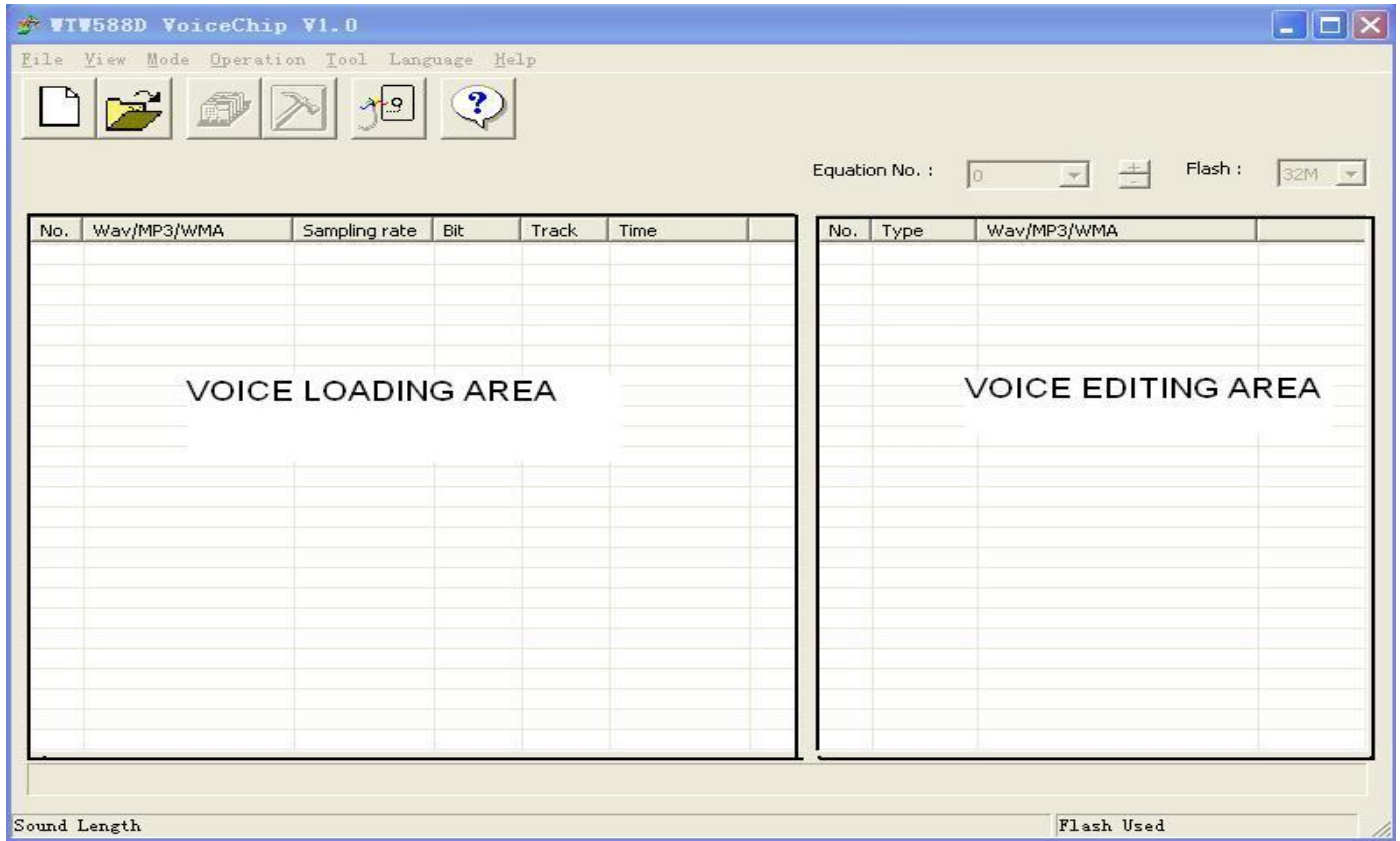 WTW588D VoiceChip V1.0
File View Mode Operation Tool Language Help
9 ?
Equation No. : 0 + - Flash : 32M
No. Wav/MP3/WMA Sampling rate Bit Track Time No. Type Wav/MP3/WMA
VOICE LOADING AREA VOICE EDITING AREA
Sound Length Flash Used